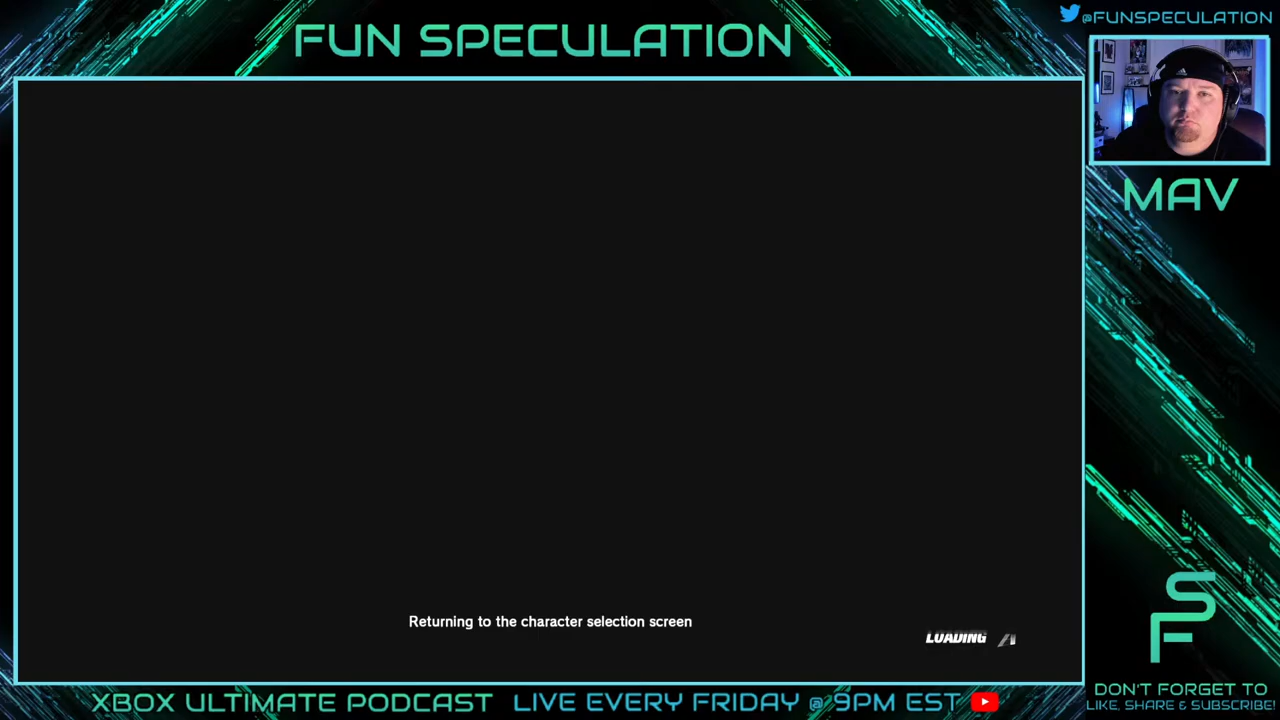 FUN SPECULATION
@FUNSPECULATION
MAV
Returning to the character selection screen
LOADING
SF
DON'T FORGET TO
LIKE, SHARE & SUBSCRIBE!
XBOX ULTIMATE PODCAST LIVE EVERY FRIDAY @ 9PM EST